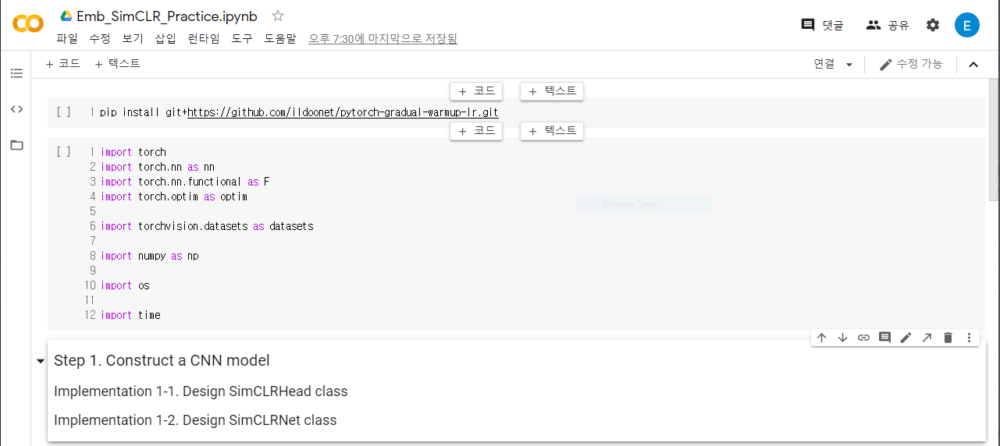 Emb_SimCLR_Practice.ipynb
파일 수정 보기 삽입 런타임 도구 도움말 오후 7:30에 마지막으로 저장됨
댓글 공유 E
+ 코드 + 텍스트
연결 수정 가능
+ 코드 + 텍스트
[ ] 1 pip install git+https://github.com/ildoonet/pytorch-gradual-warmup-lr.git
+ 코드 + 텍스트
[ ] 1 import torch
2 import torch.nn as nn
3 import torch.nn.functional as F
4 import torch.optim as optim
5
Window Snip
6 import torchvision.datasets as datasets
7
8 import numpy as np
9
10 import os
11
12 import time
Step 1. Construct a CNN model
Implementation 1-1. Design SimCLRHead class
Implementation 1-2. Design SimCLRNet class